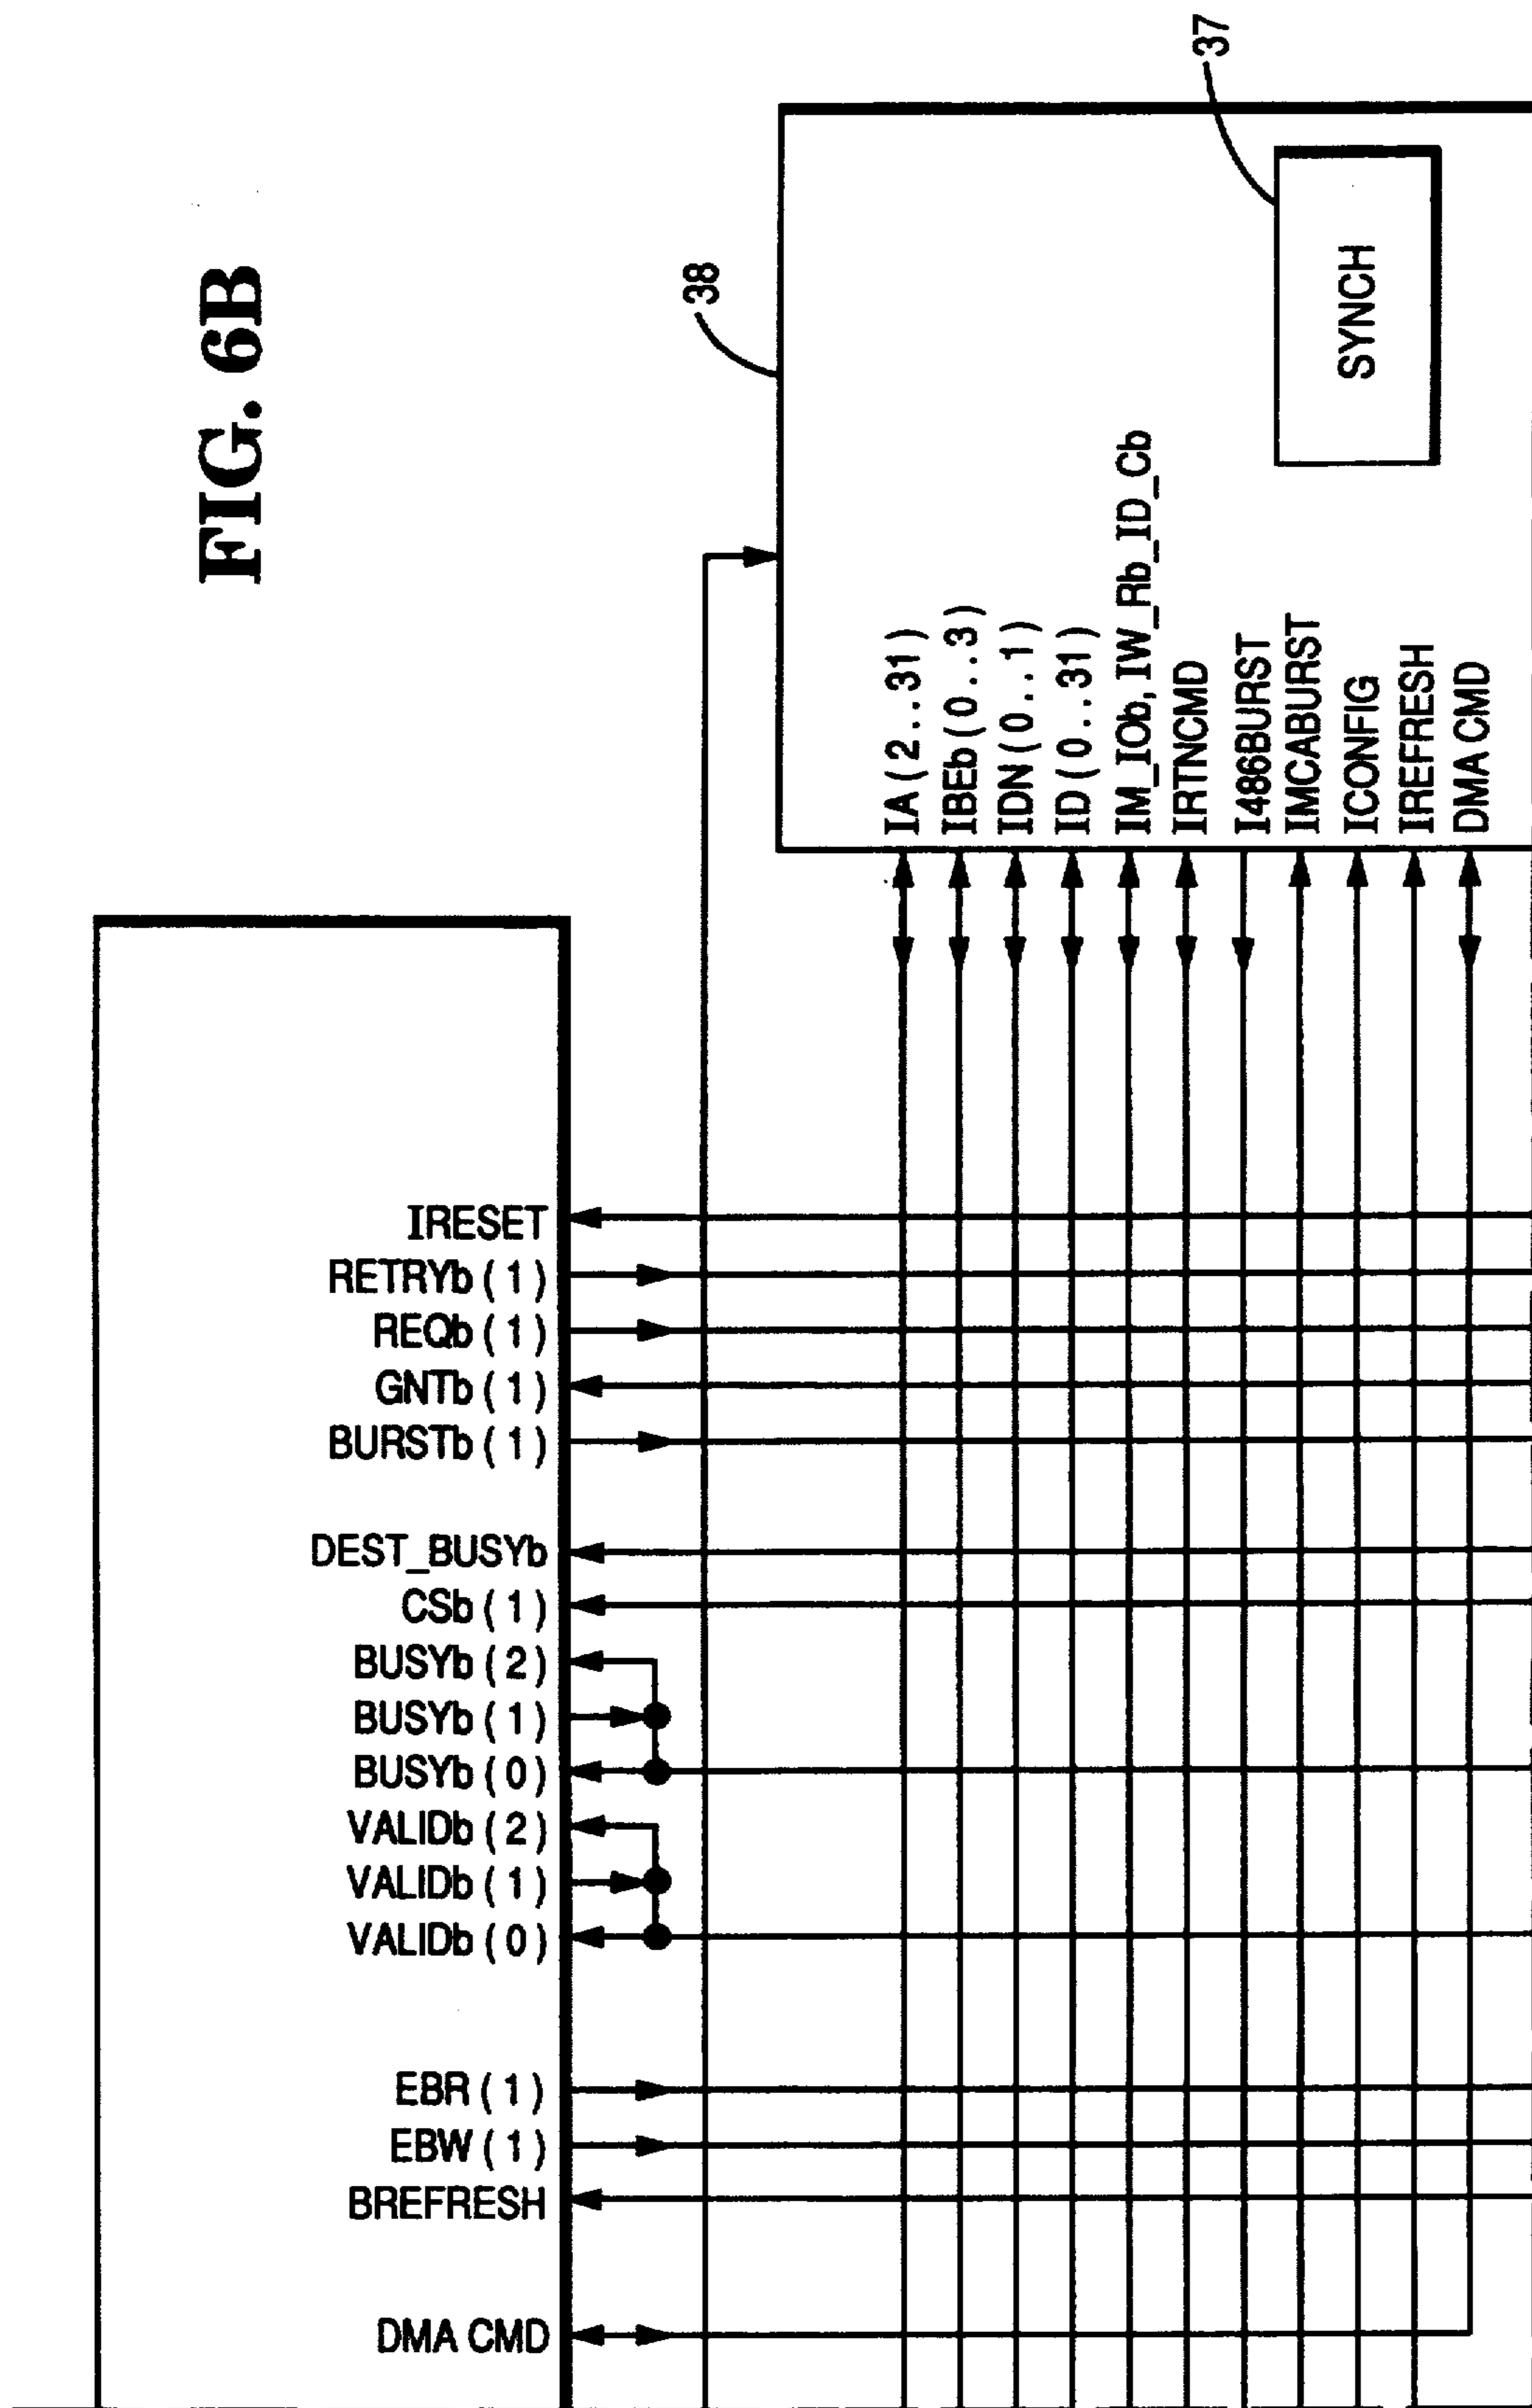 FIG. 6B
37
38
SYNCH
IA ( 2 . . 31 )
IBEb ( 0 . . 3 )
IDN ( 0 . . 1 )
ID ( 0 . . 31 )
IM_IOb, IW_Rb_ID_Cb
IRTNCMD
I486BURST
IMCABURST
ICONFIG
IREFRESH
DMA CMD
IRESET
RETRYb ( 1 )
REQb ( 1 )
GNTb ( 1 )
BURSTb ( 1 )
DEST_BUSYb
CSb ( 1 )
BUSYb ( 2 )
BUSYb ( 1 )
BUSYb ( 0 )
VALIDb ( 2 )
VALIDb ( 1 )
VALIDb ( 0 )
EBR ( 1 )
EBW ( 1 )
BREFRESH
DMA CMD